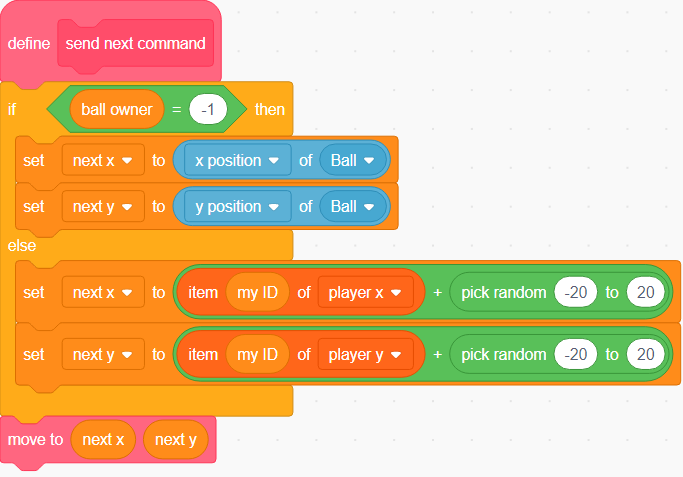 define send next command
if ball owner = -1 then
set next x to x position of Ball
set next y to y position of Ball
else
set next x to item my ID of player x + pick random -20 to 20
set next y to item my ID of player y + pick random -20 to 20
move to next x next y